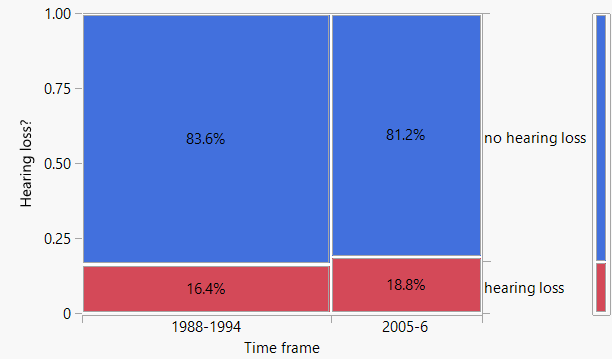 1.00
0.75
0.50
0.25
0
Hearing loss?
83.6%
81.2%
no hearing loss
16.4%
18.8%
hearing loss
1988-1994
2005-6
Time frame